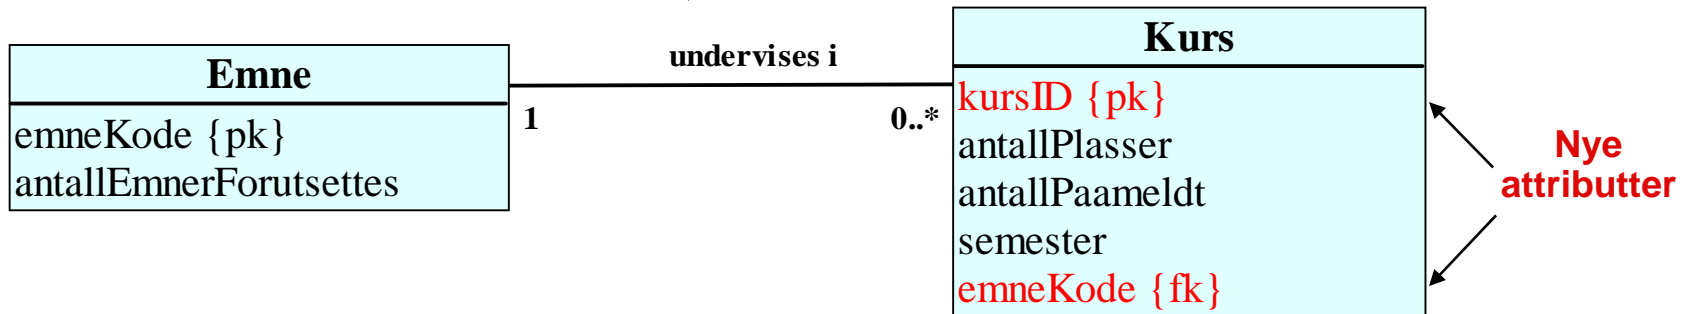 Emne
emneKode {pk}
antallEmnerForutsettes
undervises i
1
0..*
Kurs
kursID {pk}
antallPlasser
antallPaameldt
semester
emneKode {fk}
Nye
attributter